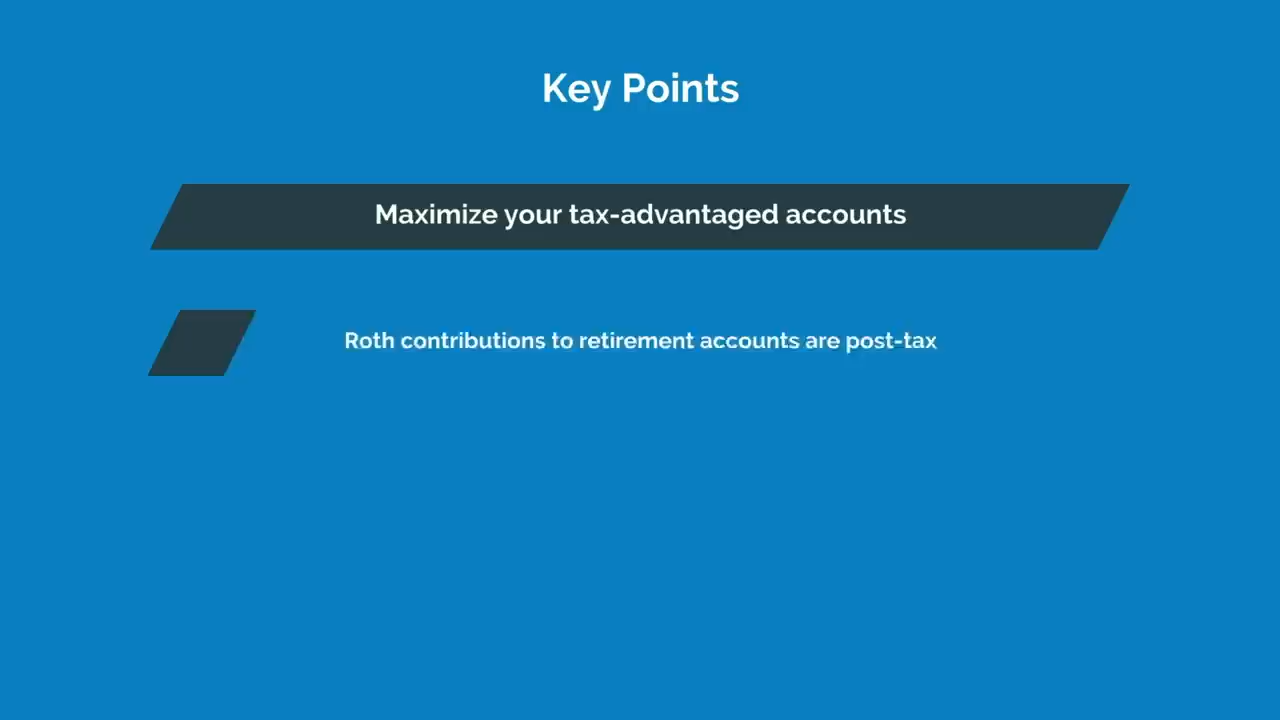 Key Points
Maximize your tax-advantaged accounts
Roth contributions to retirement accounts are post-tax